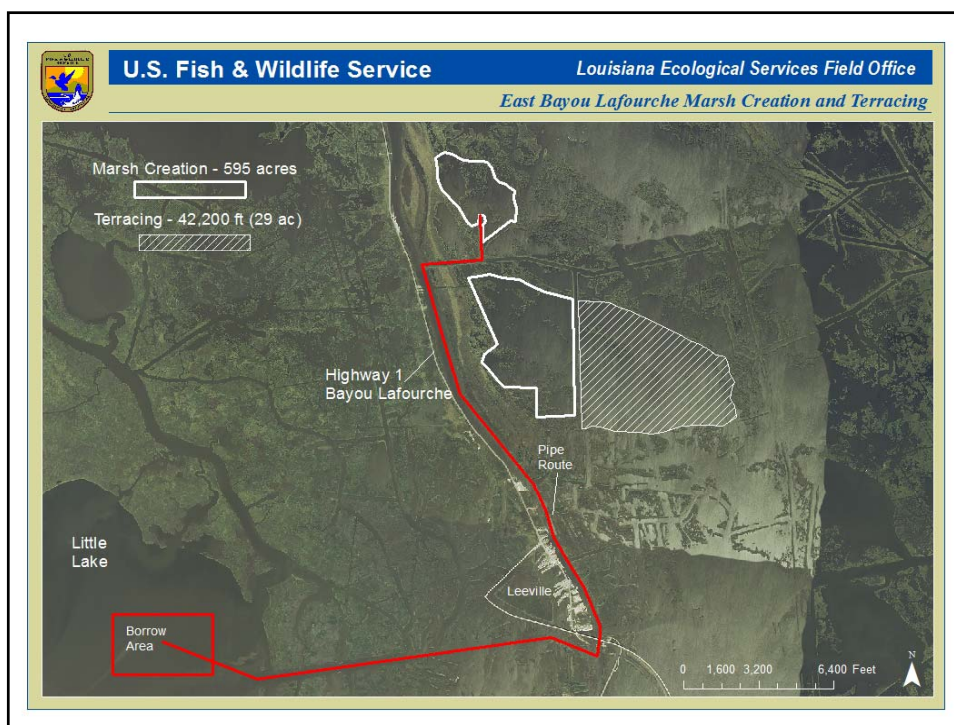 U.S. Fish & Wildlife Service
Louisiana Ecological Services Field Office
East Bayou Lafourche Marsh Creation and Terracing
Marsh Creation - 595 acres
Terracing - 42,200 ft (29 ac)
Highway 1
Bayou Lafourche
Pipe
Route
Little
Lake
Leeville
Borrow
Area
0 1,600 3,200 6,400 Feet
N